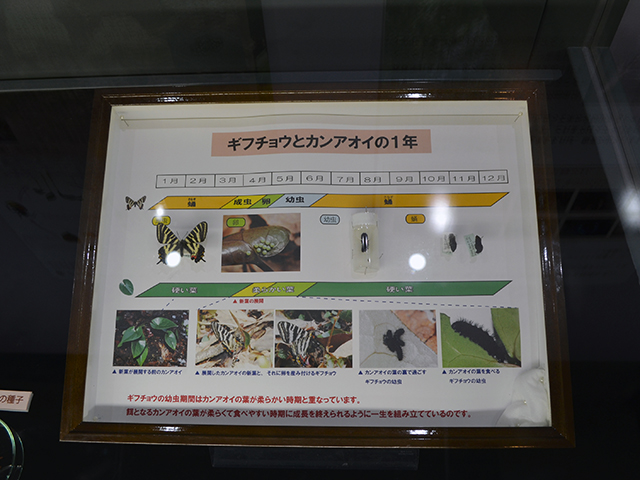 ギフチョウとカンアオイの1年
1月 2月 3月 4月 5月 6月 7月 8月 9月 10月 11月 12月
蛹 成虫 卵 幼虫 蛹
卵 幼虫 蛹
硬い葉 柔らかい葉 硬い葉
▲ 新葉の展開
▲ 新葉が展開する前のカンアオイ
▲ 展開したカンアオイの新葉と、それに卵を産み付けるギフチョウ
▲ カンアオイの葉の裏で過ごす
ギフチョウの幼虫
▲ カンアオイの葉を食べる
ギフチョウの幼虫
ギフチョウの幼虫期間はカンアオイの葉が柔らかい時期と重なっています。
餌となるカンアオイの葉が柔らくて食べやすい時期に成長を終えられるように一生を組み立てているのです。
の種子